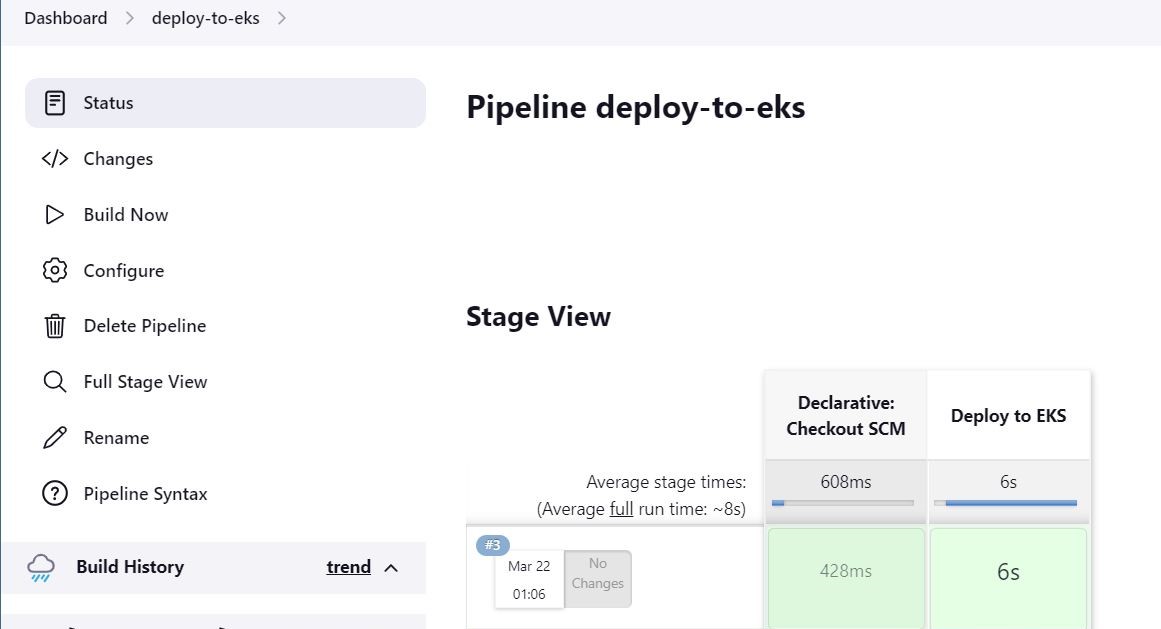 Dashboard
deploy-to-eks
Status
Changes
Build Now
Configure
Delete Pipeline
Full Stage View
Rename
Pipeline Syntax
Build History
trend
Pipeline deploy-to-eks
Stage View
Declarative:
Checkout SCM
Deploy to EKS
Average stage times:
(Average full run time: ~8s)
608ms
6s
#3
Mar 22
01:06
No
Changes
428ms
6s